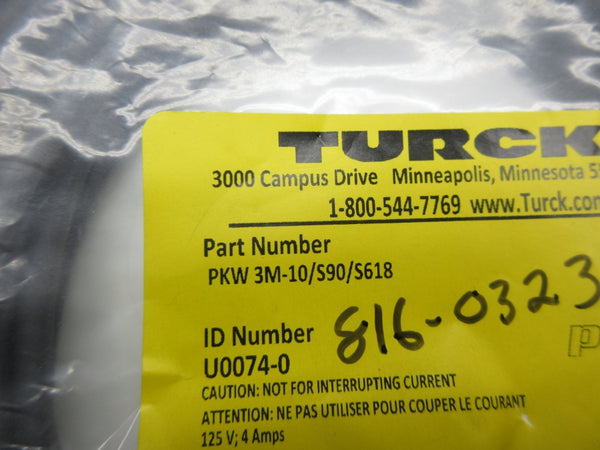 TURCK
3000 Campus Drive Minneapolis, Minnesota
1-800-544-7769 www.Turck.com
Part Number
PKW 3M-10/S90/S618
816-0323
ID Number
U0074-0
CAUTION: NOT FOR INTERRUPTING CURRENT
ATTENTION: NE PAS UTILISER POUR COUPER LE COURANT
125 V; 4 Amps